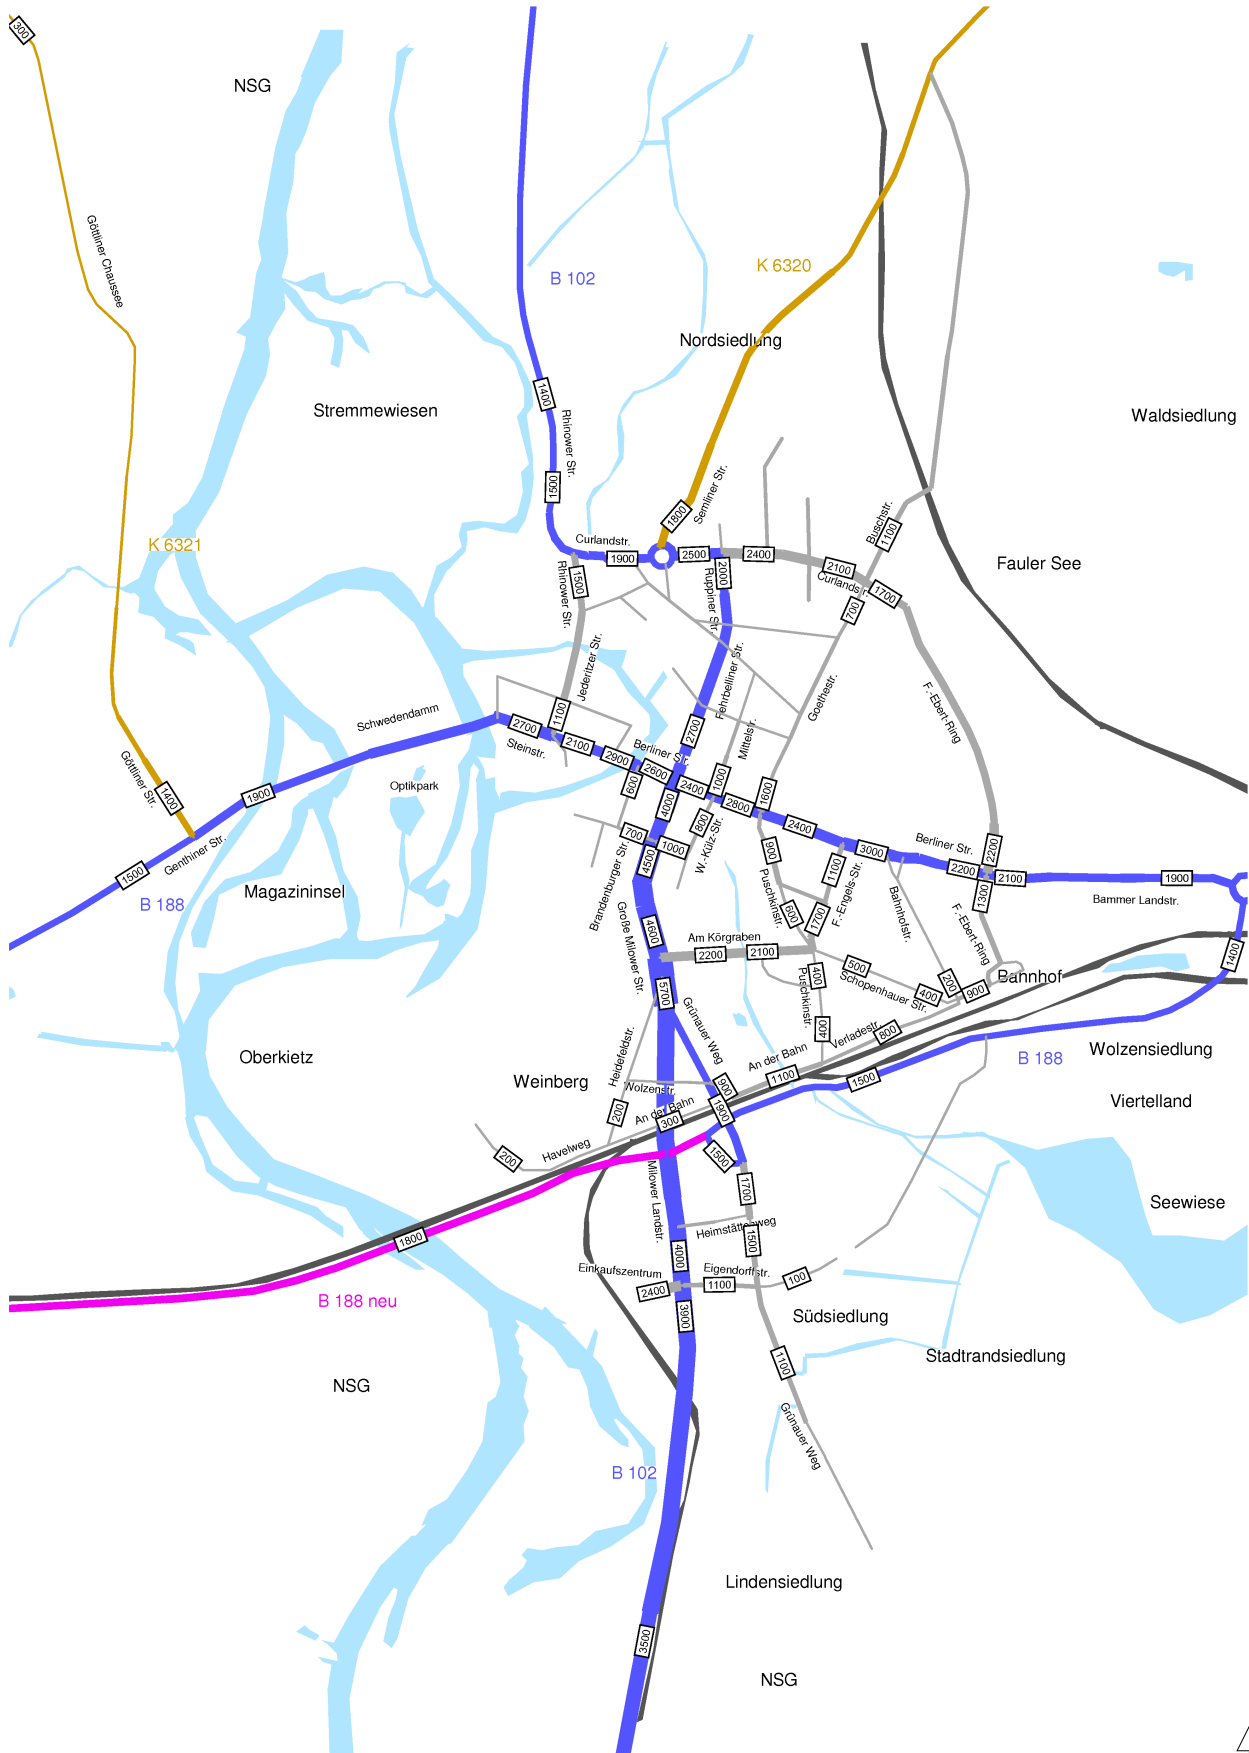 300
NSG
Göttliner Chaussee
B 102
K 6320
Nordsiedlung
Stremmewiesen
1400
Rhinower Str.
Waldsiedlung
1500
Semliner Str.
1800
Buschstr.
1100
K 6321
Curlandstr.
1900
2500
2400
2100
Curlandstr.
1700
Fauler See
Rhinower Str.
1500
2000
Ruppiner Str.
700
Jederitzer Str.
Fehrbelliner Str.
Goethestr.
F.-Ebert-Ring
Schwedendamm
2700
1100
2100
Steinstr.
2900
Berliner Str.
2600
2700
Mittelstr.
2400
1000
2800
1600
2400
Göttliner Str.
1400
1900
Optikpark
600
4000
800
W.-Külz-Str.
700
1000
4500
Brandenburger Str.
900
3000
Berliner Str.
2200
2200
2100
1900
Bammer Landstr.
Genthiner Str.
1500
B 188
Magazininsel
Puschkinstr.
1100
F.-Engels-Str.
Bahnhofstr.
1300
F.-Ebert-Ring
Große Milower Str.
4600
600
1700
Am Körgraben
2200
2100
1400
400
Puschkinstr.
500
Schopenhauer Str.
400
200
900
Bahnhof
5700
Grünauer Weg
Heidefeldstr.
400
Verladestr.
800
Oberkietz
Weinberg
An der Bahn
1100
1500
B 188
Wolzensiedlung
Viertelland
Wolzenstr.
900
1900
An der Bahn
200
300
Havelweg
200
1500
1700
Milower Landstr.
Seewiese
1800
Heimstättenweg
1500
4000
Einkaufszentrum
2400
Eigendorffstr.
1100
100
B 188 neu
3900
Südsiedlung
1100
Stadtrandsiedlung
NSG
Grünauer Weg
B 102
Lindensiedlung
3500
NSG